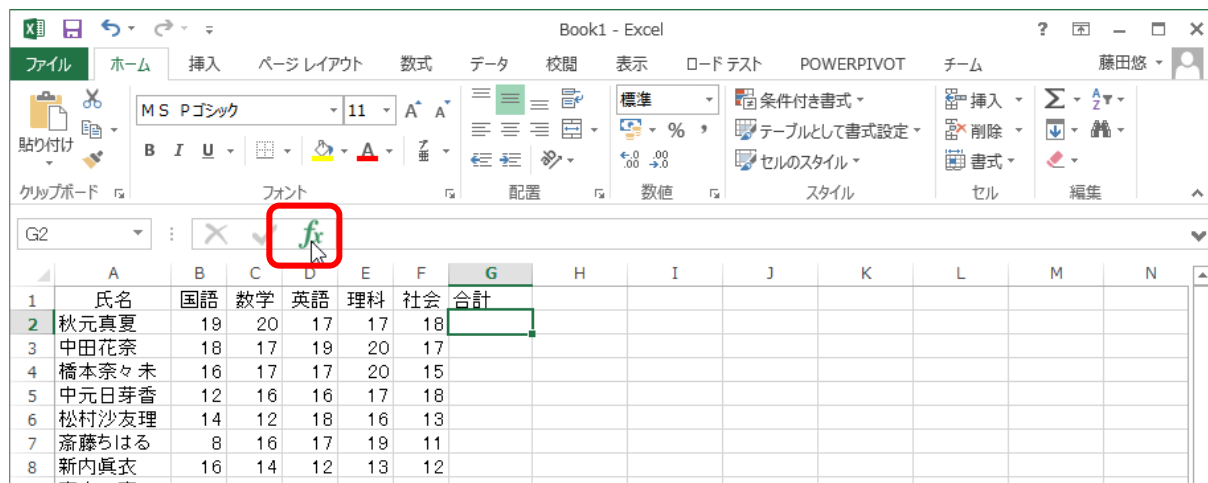 Book1 - Excel
ファイル ホーム 挿入 ページ レイアウト 数式 データ 校閲 表示 ロード テスト POWERPIVOT チーム 藤田悠
貼り付け MS Pゴシック 11 A A 標準 条件付き書式 挿入 Σ
B I U A 亜 % テーブルとして書式設定 削除
セルのスタイル 書式
クリップボード フォント 配置 数値 スタイル セル 編集
G2 fx
A B C D E F G H I J K L M N
1 氏名 国語 数学 英語 理科 社会 合計
2 秋元真夏 19 20 17 17 18
3 中田花奈 18 17 19 20 17
4 橋本奈々未 16 17 17 20 15
5 中元日芽香 12 16 16 17 18
6 松村沙友理 14 12 18 16 13
7 斎藤ちはる 8 16 17 19 11
8 新内眞衣 16 14 12 13 12